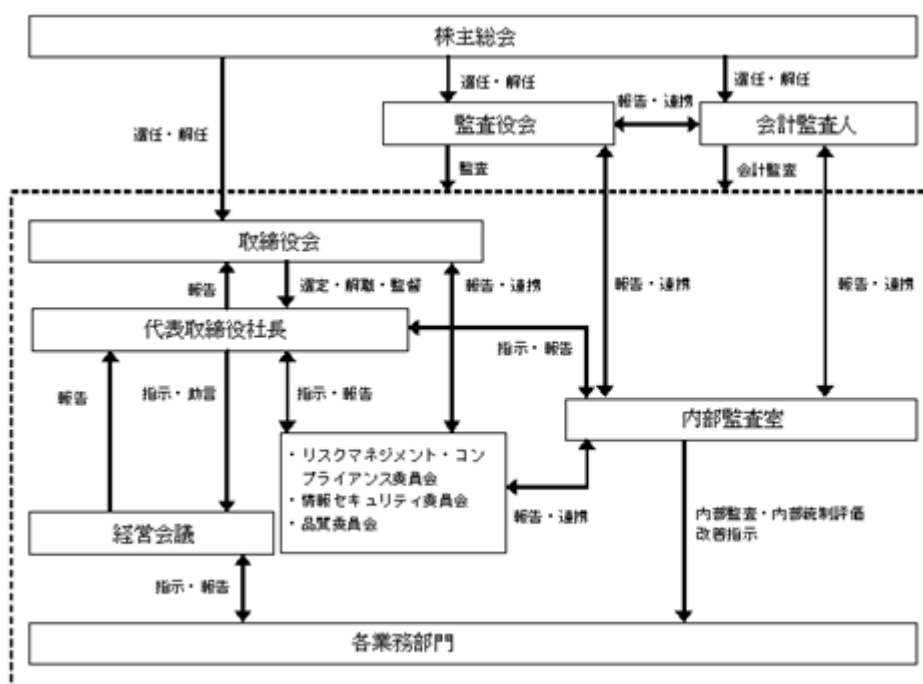 株主総会
選任・解任
選任・解任
選任・解任
報告・連携
監査役会
会計監査人
監査
会計監査
取締役会
報告
選定・解職・監督
報告・連携
報告・連携
報告・連携
代表取締役社長
指示・報告
報告
指示・助言
指示・報告
内部監査室
・リスクマネジメント・コン
プライアンス委員会
・情報セキュリティ委員会
・品質委員会
報告・連携
内部監査・内部統制評価
改善指示
経営会議
指示・報告
各業務部門